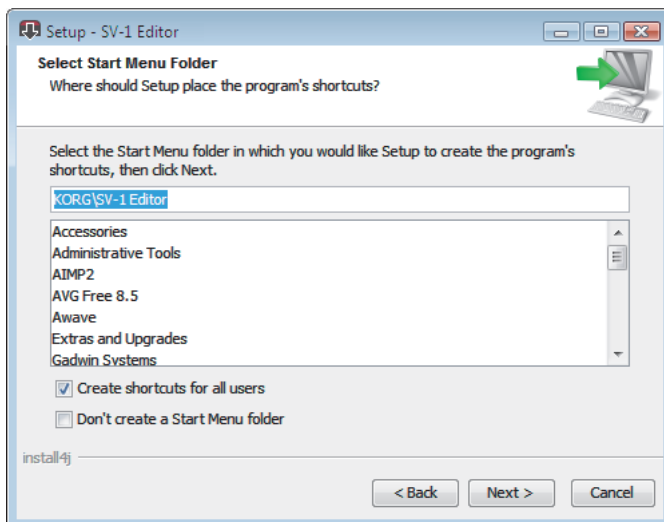 Setup - SV-1 Editor
Select Start Menu Folder
Where should Setup place the program's shortcuts?
Select the Start Menu folder in which you would like Setup to create the program's
shortcuts, then click Next.
KORG\SV-1 Editor
Accessories
Administrative Tools
AIMP2
AVG Free 8.5
Awave
Extras and Upgrades
Gadwin Systems
Create shortcuts for all users
Don't create a Start Menu folder
install4j
< Back Next > Cancel